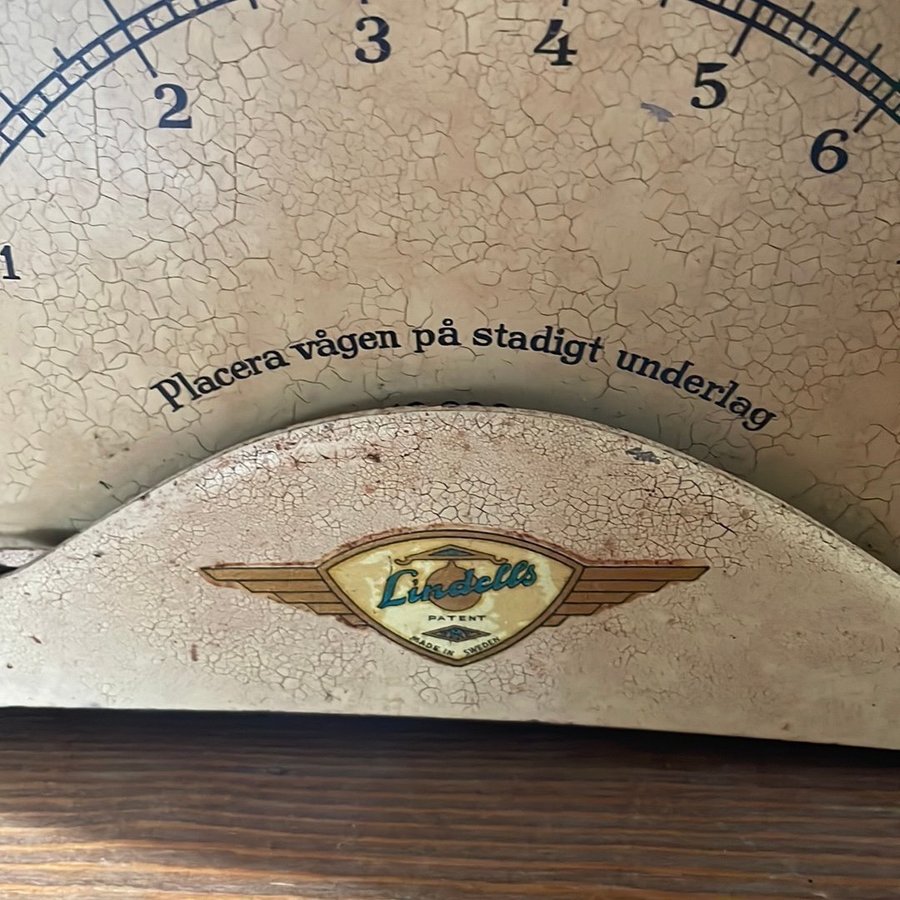 1 2 3 4 5 6
Placera vågen på stadigt underlag
Lindells
PATENT
MADE IN SWEDEN